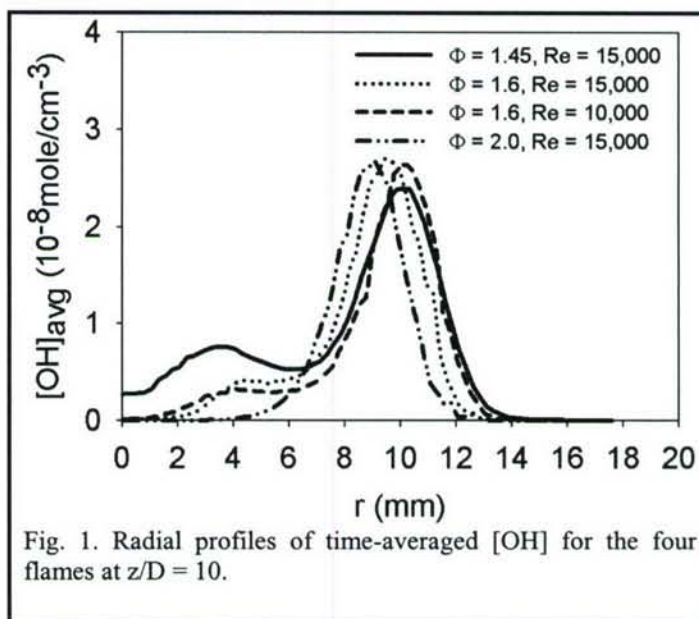 4
3
2
1
0
[OH]avg (10-8mole/cm-3)
Φ = 1.45, Re = 15,000
Φ = 1.6, Re = 15,000
Φ = 1.6, Re = 10,000
Φ = 2.0, Re = 15,000
0 2 4 6 8 10 12 14 16 18 20
r (mm)
Fig. 1. Radial profiles of time-averaged [OH] for the four
flames at z/D = 10.